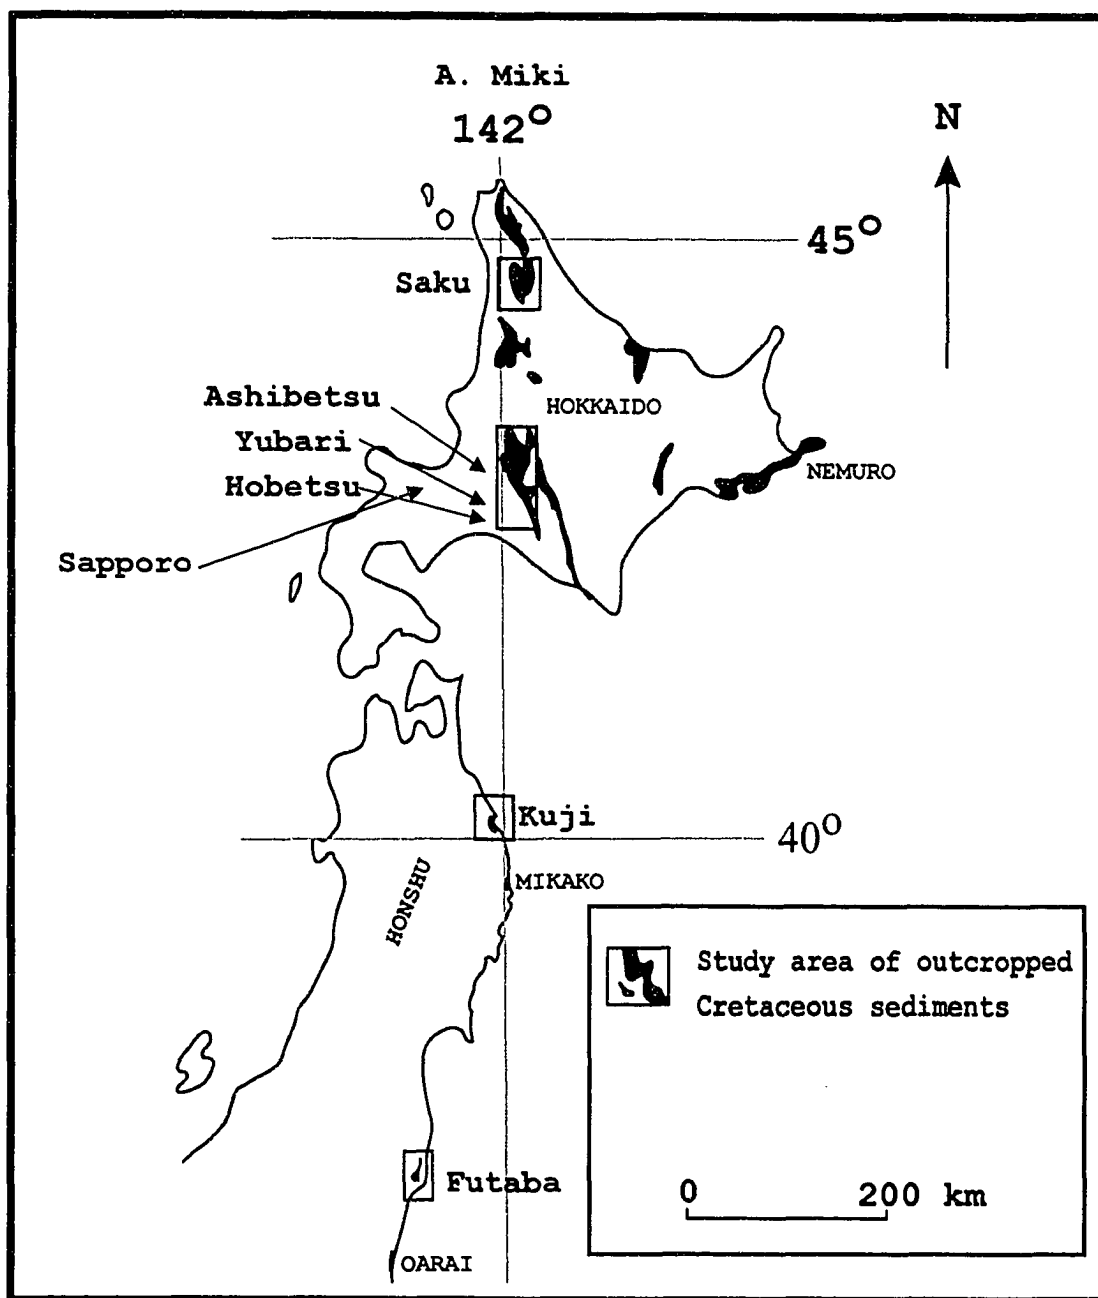 A. Miki
142°
N
45°
Saku
Ashibetsu
HOKKAIDO
Yubari
NEMURO
Hobetsu
Sapporo
Kuji
40°
MIKAKO
HONSHU
Study area of outcropped
Cretaceous sediments
Futaba
0 200 km
OARAI